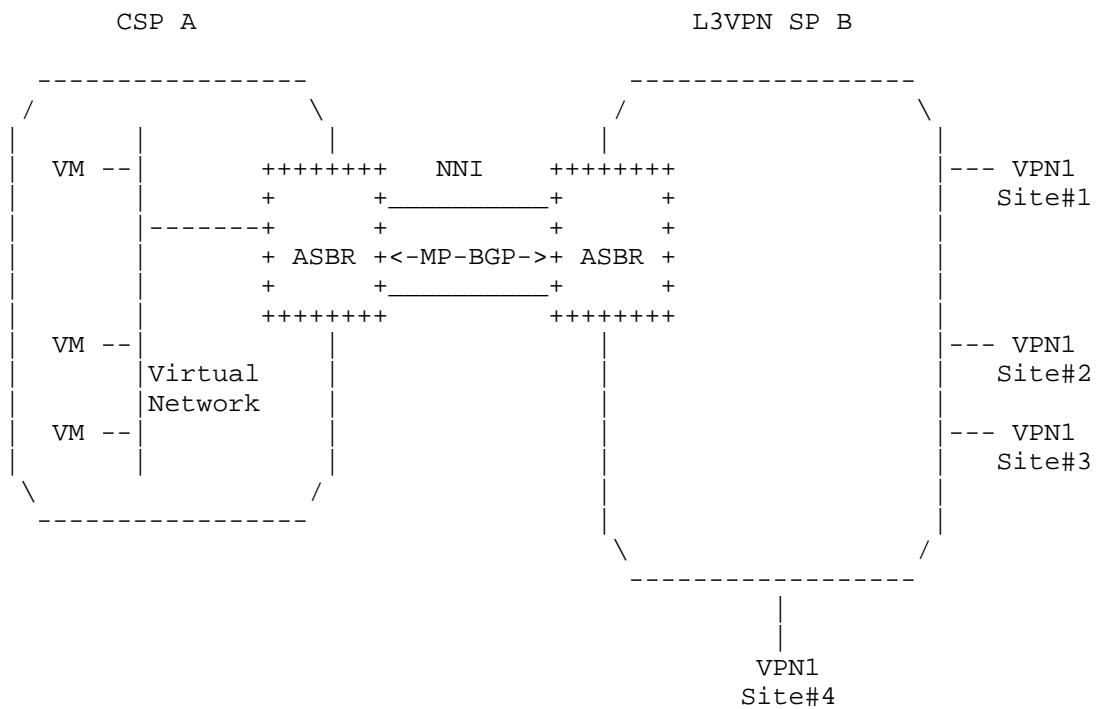 CSP A L3VPN SP B
VM -- NNI --- VPN1
Site#1
ASBR <-MP-BGP-> ASBR
VM -- --- VPN1
Virtual Site#2
Network
VM -- --- VPN1
Site#3
VPN1
Site#4